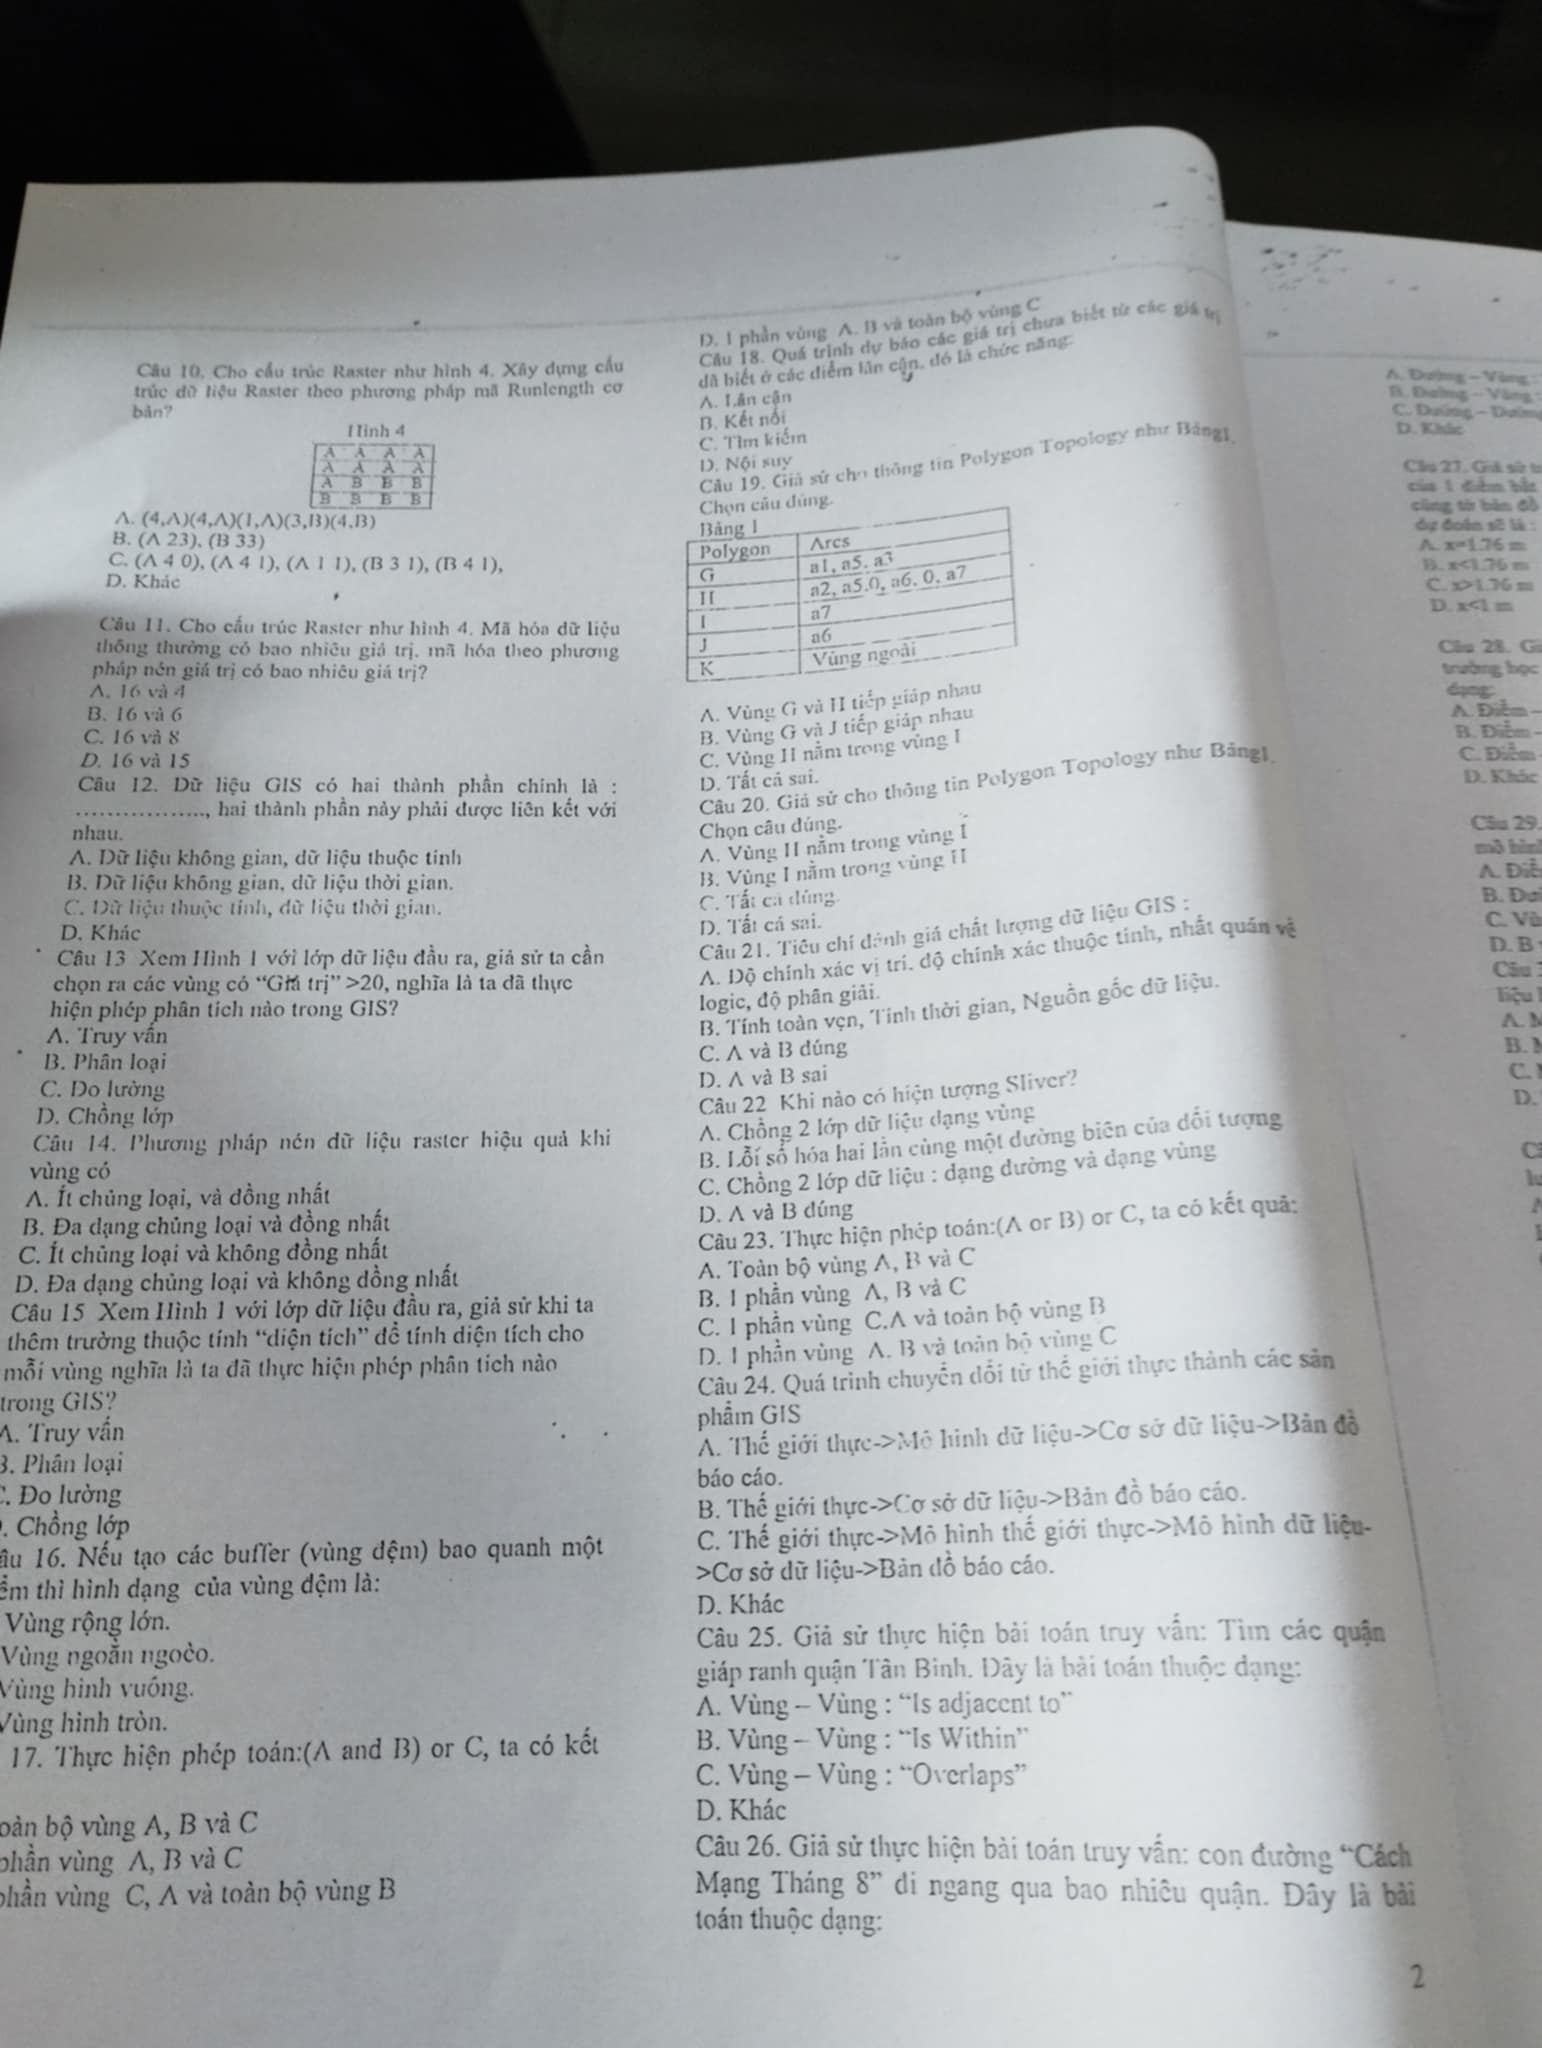 Câu 10. Cho cấu trúc Raster như hình 4. Xây dựng cấu
trúc dữ liệu Raster theo phương pháp mã Runlength cơ
bản?
Hình 4
A A A A
A A A A
A B B B
B B B B
A. (4,A)(4,A)(1,A)(3,B)(4,B)
B. (A 23), (B 33)
C. (A 4 0), (A 4 1), (A 1 1), (B 3 1), (B 4 1),
D. Khác
Câu 11. Cho cấu trúc Raster như hình 4. Mã hóa dữ liệu
thông thường có bao nhiêu giá trị, mã hóa theo phương
pháp nén giá trị có bao nhiêu giá trị?
A. 16 và 4
B. 16 và 6
C. 16 và 8
D. 16 và 15
Câu 12. Dữ liệu GIS có hai thành phần chính là :
.................., hai thành phần này phải được liên kết với
nhau.
A. Dữ liệu không gian, dữ liệu thuộc tính
B. Dữ liệu không gian, dữ liệu thời gian.
C. Dữ liệu thuộc tính, dữ liệu thời gian.
D. Khác
Câu 13 Xem Hình 1 với lớp dữ liệu đầu ra, giả sử ta cần
chọn ra các vùng có “Giá trị” >20, nghĩa là ta đã thực
hiện phép phân tích nào trong GIS?
A. Truy vấn
B. Phân loại
C. Đo lường
D. Chồng lớp
Câu 14. Phương pháp nén dữ liệu raster hiệu quả khi
vùng có
A. Ít chủng loại, và đồng nhất
B. Đa dạng chủng loại và đồng nhất
C. Ít chủng loại và không đồng nhất
D. Đa dạng chủng loại và không đồng nhất
Câu 15 Xem Hình 1 với lớp dữ liệu đầu ra, giả sử khi ta
thêm trường thuộc tính “diện tích” để tính diện tích cho
mỗi vùng nghĩa là ta đã thực hiện phép phân tích nào
trong GIS?
A. Truy vấn
B. Phân loại
C. Đo lường
. Chồng lớp
âu 16. Nếu tạo các buffer (vùng đệm) bao quanh một
ểm thì hình dạng của vùng đệm là:
Vùng rộng lớn.
Vùng ngoằn ngoèo.
Vùng hình vuông.
Vùng hình tròn.
17. Thực hiện phép toán:(A and B) or C, ta có kết
oàn bộ vùng A, B và C
phần vùng A, B và C
phần vùng C, A và toàn bộ vùng B
D. 1 phần vùng A. B và toàn bộ vùng C
Câu 18. Quá trình dự báo các giá trị chưa biết từ các giá trị
đã biết ở các điểm lân cận, đó là chức năng:
A. Lân cận
B. Kết nối
C. Tìm kiếm
D. Nội suy
Câu 19. Giả sử cho thông tin Polygon Topology như Bảng1.
Chọn câu đúng.
Bảng 1
Polygon Arcs
G a1, a5, a3
H a2, a5.0, a6. 0, a7
I a7
J a6
K Vùng ngoài
A. Vùng G và H tiếp giáp nhau
B. Vùng G và J tiếp giáp nhau
C. Vùng H nằm trong vùng I
D. Tất cả sai.
Câu 20. Giả sử cho thông tin Polygon Topology như Bảng1.
Chọn câu đúng.
A. Vùng H nằm trong vùng I
B. Vùng I nằm trong vùng H
C. Tất cả đúng.
D. Tất cả sai.
Câu 21. Tiêu chí đánh giá chất lượng dữ liệu GIS :
A. Độ chính xác vị trí, độ chính xác thuộc tính, nhất quán về
logic, độ phân giải.
B. Tính toàn vẹn, Tính thời gian, Nguồn gốc dữ liệu.
C. A và B đúng
D. A và B sai
Câu 22 Khi nào có hiện tượng Sliver?
A. Chồng 2 lớp dữ liệu dạng vùng
B. Lỗi số hóa hai lần cùng một đường biên của đối tượng
C. Chồng 2 lớp dữ liệu : dạng đường và dạng vùng
D. A và B đúng
Câu 23. Thực hiện phép toán:(A or B) or C, ta có kết quả:
A. Toàn bộ vùng A, B và C
B. 1 phần vùng A, B và C
C. 1 phần vùng C.A và toàn bộ vùng B
D. 1 phần vùng A. B và toàn bộ vùng C
Câu 24. Quá trình chuyển đổi từ thế giới thực thành các sản
phẩm GIS
A. Thế giới thực->Mô hình dữ liệu->Cơ sở dữ liệu->Bản đồ
báo cáo.
B. Thế giới thực->Cơ sở dữ liệu->Bản đồ báo cáo.
C. Thế giới thực->Mô hình thế giới thực->Mô hình dữ liệu-
>Cơ sở dữ liệu->Bản đồ báo cáo.
D. Khác
Câu 25. Giả sử thực hiện bài toán truy vấn: Tìm các quận
giáp ranh quận Tân Bình. Đây là bài toán thuộc dạng:
A. Vùng – Vùng : “Is adjacent to”
B. Vùng – Vùng : “Is Within”
C. Vùng – Vùng : “Overlaps”
D. Khác
Câu 26. Giả sử thực hiện bài toán truy vấn: con đường “Cách
Mạng Tháng 8” đi ngang qua bao nhiêu quận. Đây là bài
toán thuộc dạng:
2
A. Đường – Vùng :
B. Đường – Vùng :
C. Đường – Đường
D. Khác
Câu 27. Giả sử
của 1 điểm bất
cùng từ bản đồ
dự đoán sẽ là :
A. x=1.76 m
B. x<1.76 m
C. x>1.76 m
D. x<1 m
Câu 28. Gi
trường học
dạng:
A. Điểm –
B. Điểm -
C. Điểm
D. Khác
Câu 29.
mô hìn
A. Điể
B. Đư
C. Vù
D. B
Câu
liệu